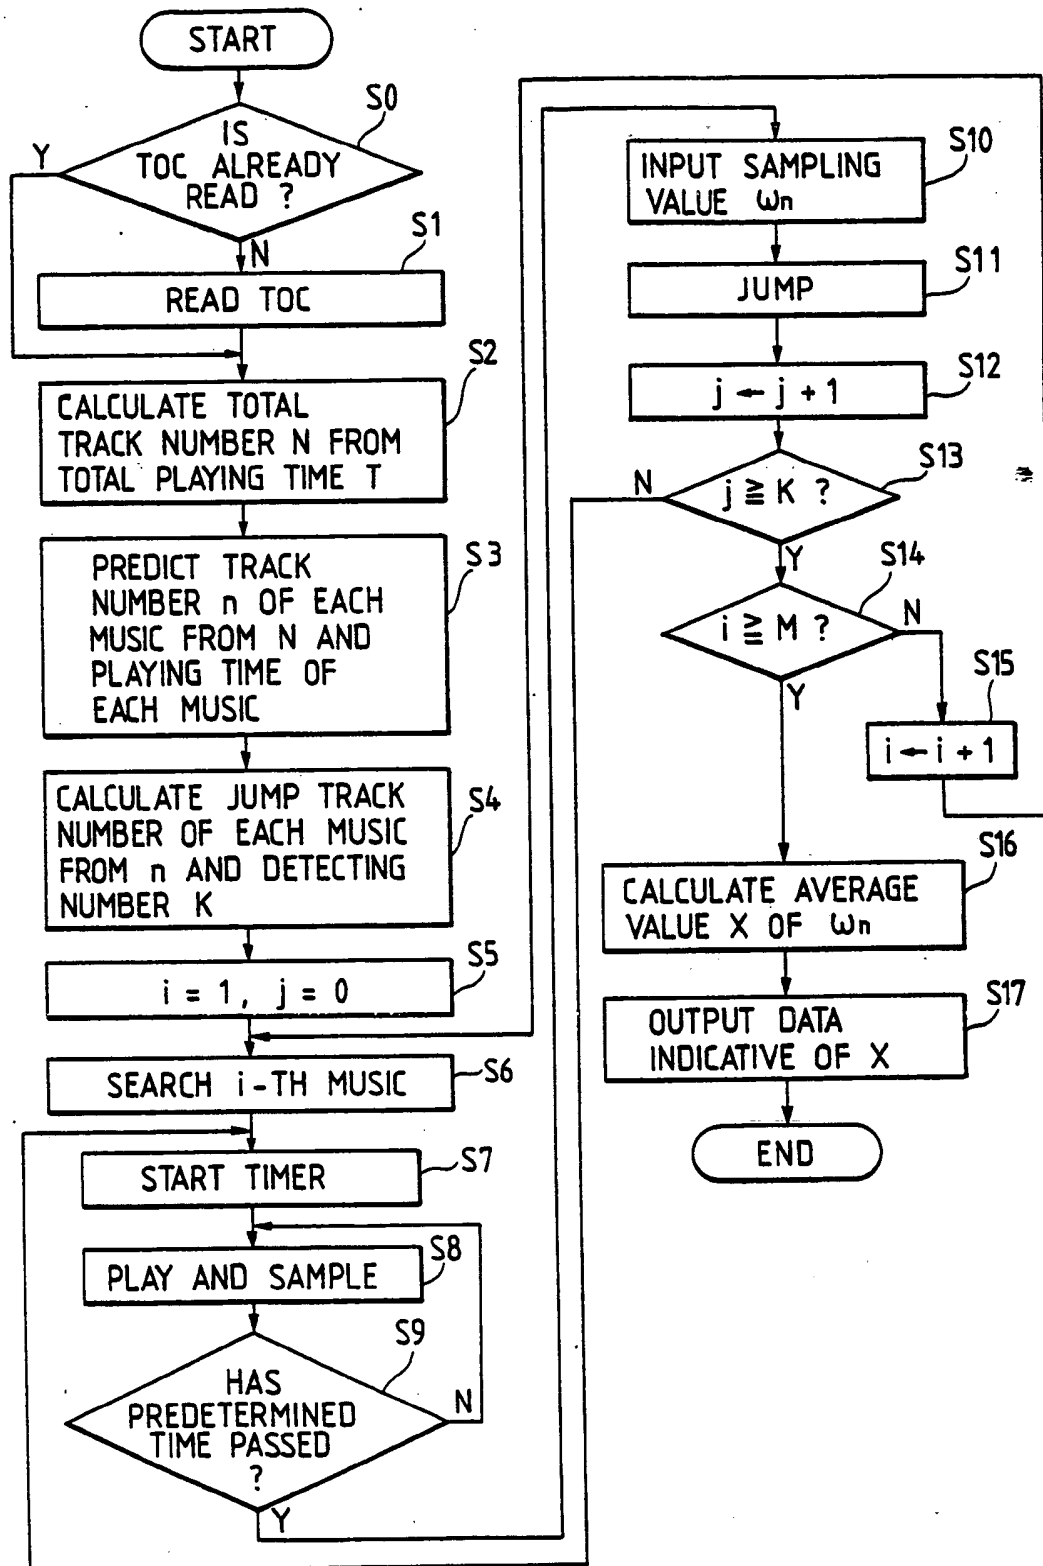 START
S0
IS
TOC ALREADY
READ ?
Y
N
S1
READ TOC
S2
CALCULATE TOTAL
TRACK NUMBER N FROM
TOTAL PLAYING TIME T
S3
PREDICT TRACK
NUMBER n OF EACH
MUSIC FROM N AND
PLAYING TIME OF
EACH MUSIC
S4
CALCULATE JUMP TRACK
NUMBER OF EACH MUSIC
FROM n AND DETECTING
NUMBER K
S5
i = 1, j = 0
S6
SEARCH i-TH MUSIC
S7
START TIMER
S8
PLAY AND SAMPLE
S9
HAS
PREDETERMINED
TIME PASSED
?
N
Y
S10
INPUT SAMPLING
VALUE ωn
S11
JUMP
S12
j ← j + 1
S13
j ≧ K ?
N
Y
S14
i ≧ M ?
N
Y
S15
i ← i + 1
S16
CALCULATE AVERAGE
VALUE X OF ωn
S17
OUTPUT DATA
INDICATIVE OF X
END